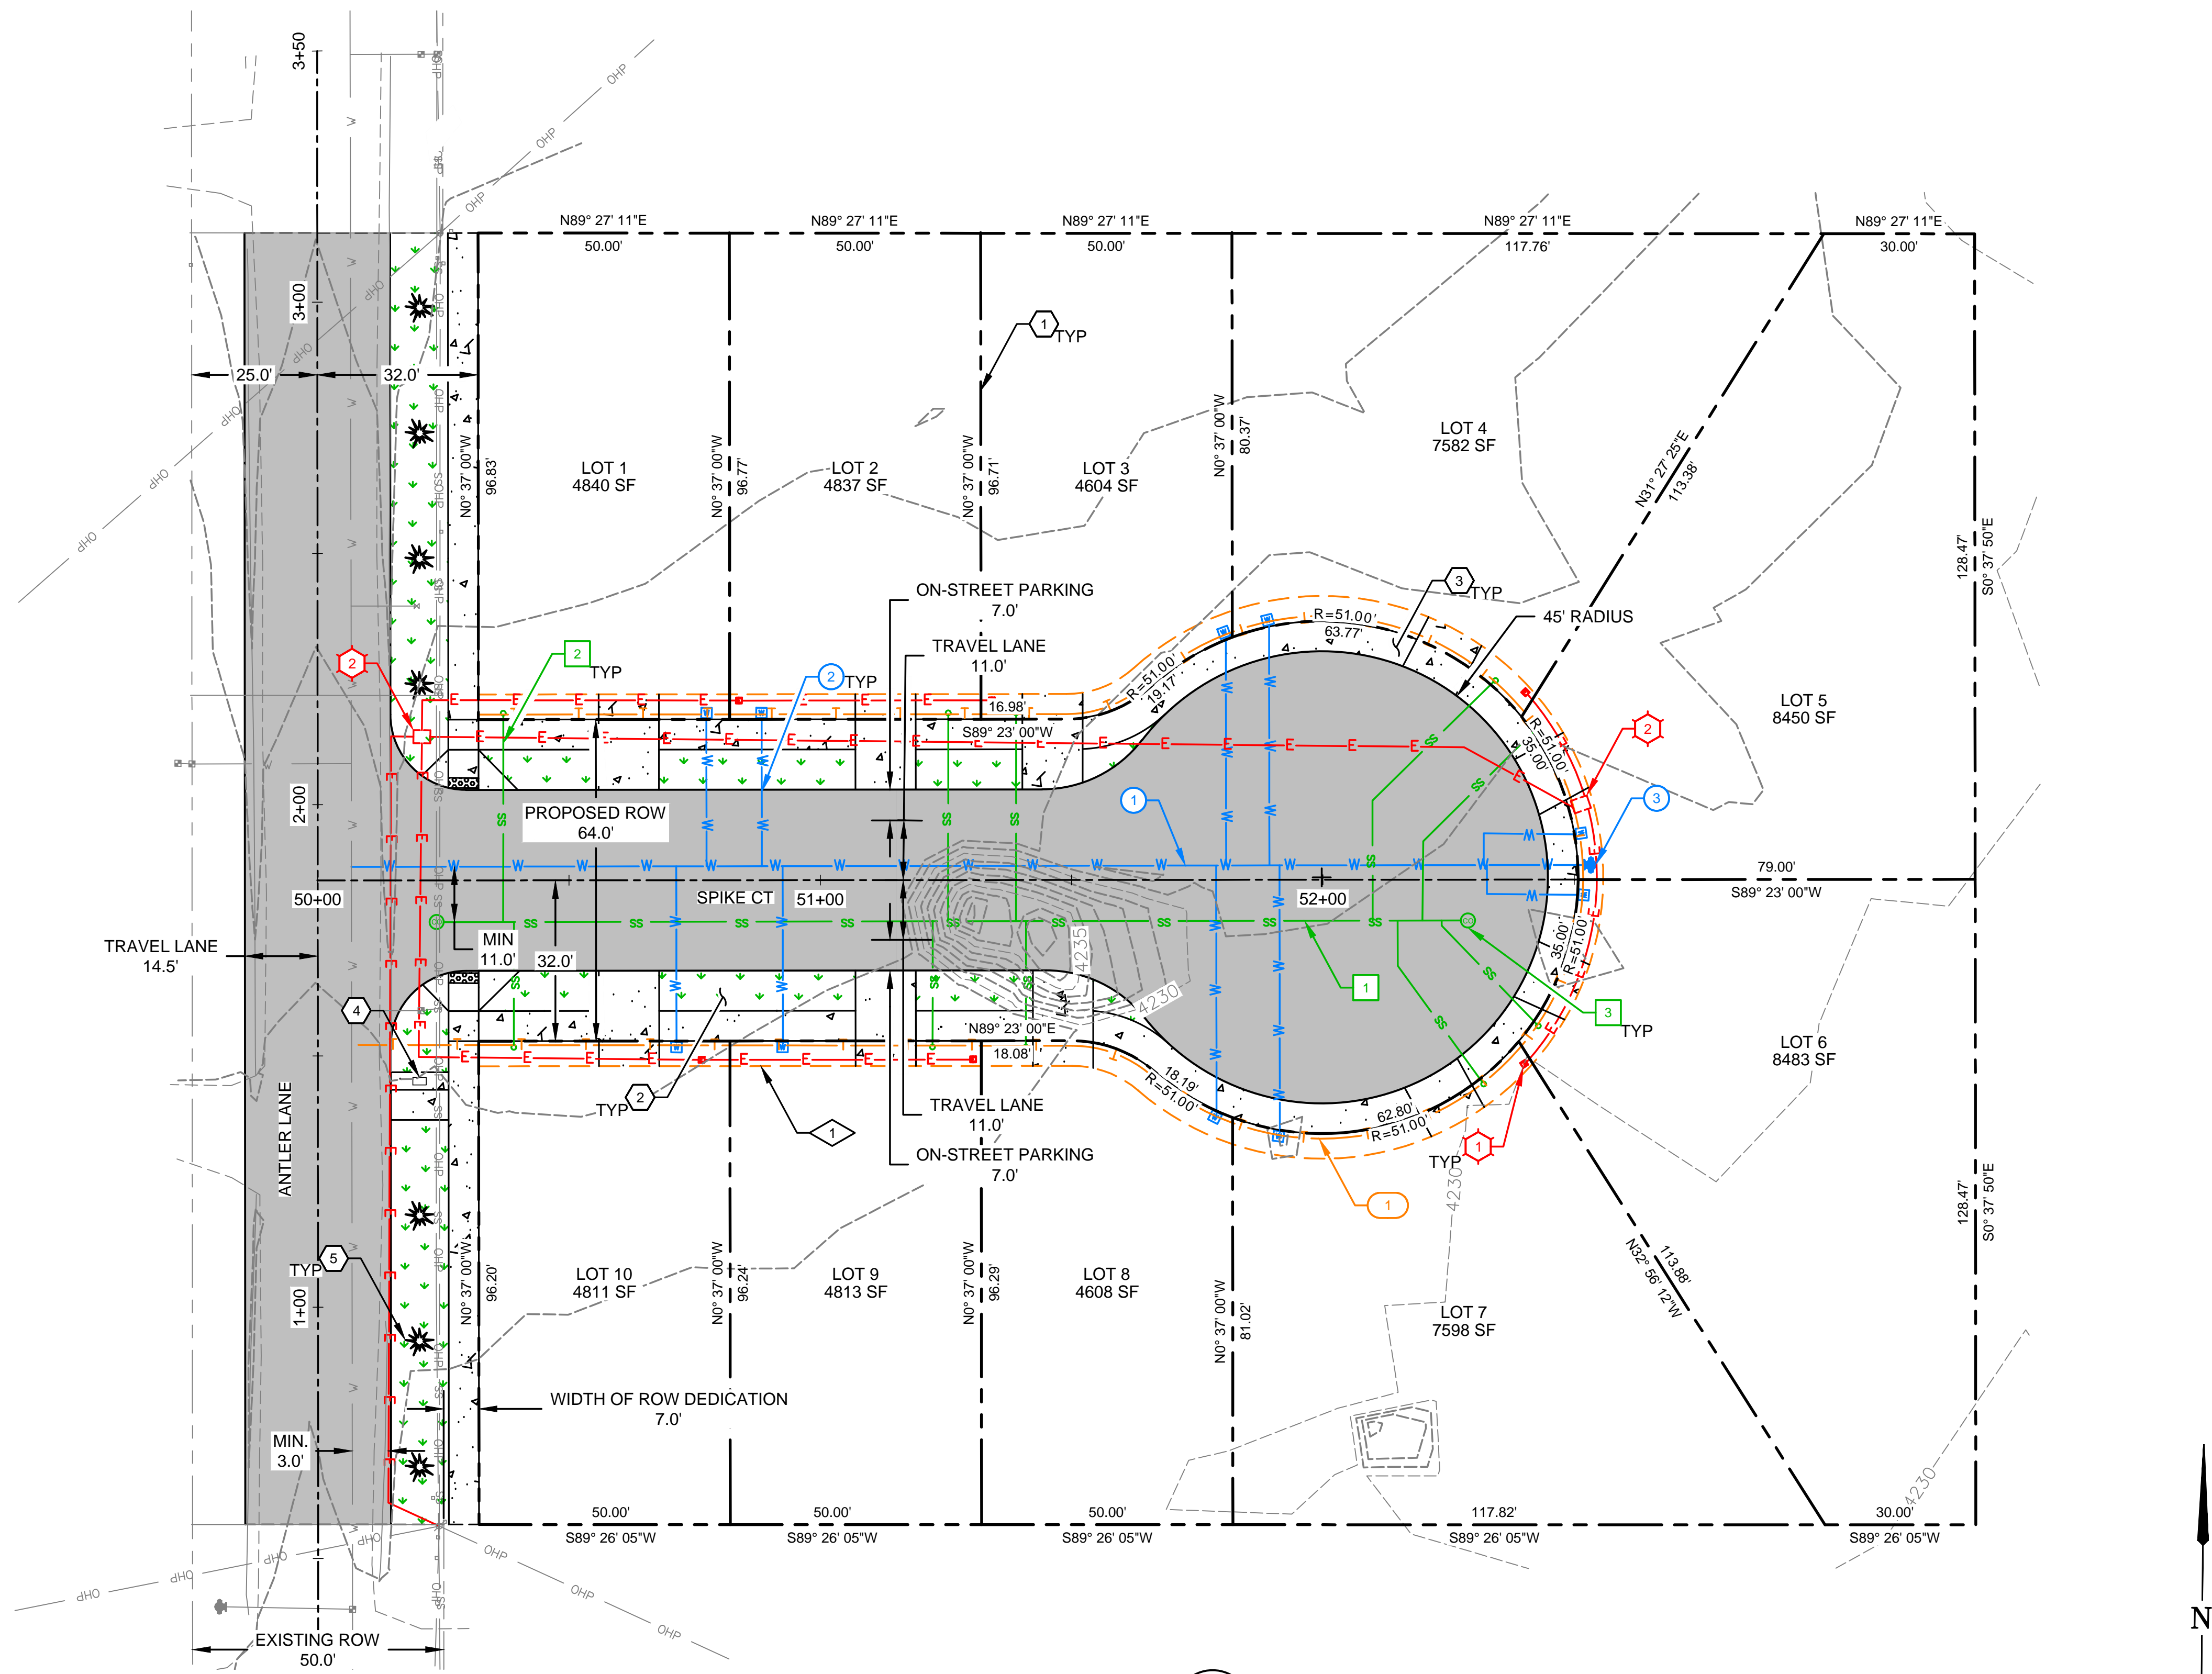 3+50
OHP
OHP
OHP
OHP
OHP
OHP
OHP
OHP
N89° 27' 11"E
50.00'
N89° 27' 11"E
50.00'
N89° 27' 11"E
50.00'
N89° 27' 11"E
117.76'
N89° 27' 11"E
30.00'
3+00
25.0'
32.0'
1
TYP
N0° 37' 00"W
96.83'
LOT 1
4840 SF
N0° 37' 00"W
96.77'
LOT 2
4837 SF
N0° 37' 00"W
96.71'
LOT 3
4604 SF
N0° 37' 00"W
80.37'
LOT 4
7582 SF
N31° 27' 25"E
113.38'
128.47'
S0° 37' 50"E
ON-STREET PARKING
7.0'
TRAVEL LANE
11.0'
3
TYP
R=51.00'
63.77'
45' RADIUS
R=51.00'
19.17'
2
2
TYP
2
TYP
16.98'
S89° 23' 00"W
LOT 5
8450 SF
R=51.00'
35.00'
2
3
1
PROPOSED ROW
64.0'
2+00
50+00
SPIKE CT
51+00
52+00
79.00'
S89° 23' 00"W
TRAVEL LANE
14.5'
MIN
11.0'
32.0'
4235
4230
35.00'
R=51.00'
1
CO
3
TYP
4
N89° 23' 00"E
18.08'
LOT 6
8483 SF
TYP
2
1
TRAVEL LANE
11.0'
ON-STREET PARKING
7.0'
18.19'
R=51.00'
62.80'
R=51.00'
TYP
1
1
4230
ANTLER LANE
TYP
5
1+00
N0° 37' 00"W
96.20'
LOT 10
4811 SF
N0° 37' 00"W
96.24'
LOT 9
4813 SF
N0° 37' 00"W
96.29'
LOT 8
4608 SF
N0° 37' 00"W
81.02'
LOT 7
7598 SF
113.88'
N32° 56' 12"W
128.47'
S0° 37' 50"E
WIDTH OF ROW DEDICATION
7.0'
MIN.
3.0'
4230
50.00'
S89° 26' 05"W
50.00'
S89° 26' 05"W
50.00'
S89° 26' 05"W
117.82'
S89° 26' 05"W
30.00'
S89° 26' 05"W
OHP
OHP
OHP
OHP
OHP
OHP
OHP
EXISTING ROW
50.0'
N